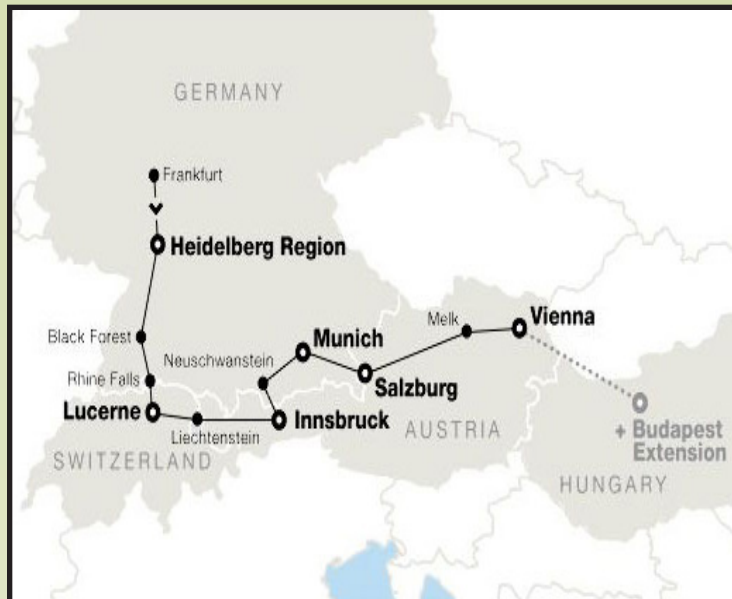 GERMANY
Frankfurt
Heidelberg Region
Black Forest
Rhine Falls
Lucerne
Liechtenstein
SWITZERLAND
Neuschwanstein
Innsbruck
Munich
Salzburg
AUSTRIA
Melk
Vienna
+ Budapest
Extension
HUNGARY